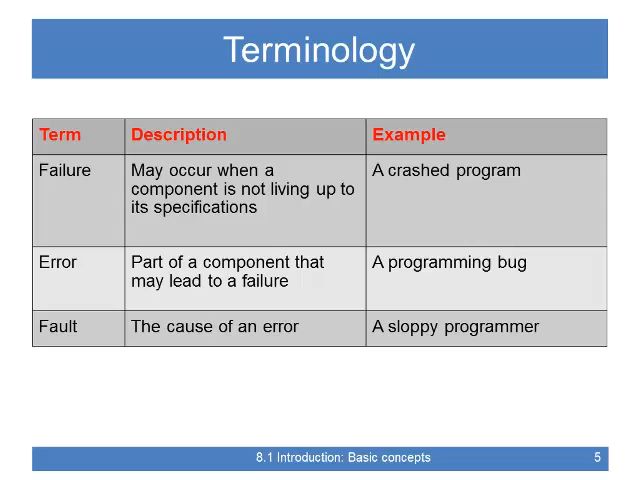 Terminology
Term Description Example
Failure May occur when a A crashed program
component is not living up to
its specifications
Error Part of a component that A programming bug
may lead to a failure
Fault The cause of an error A sloppy programmer
8.1 Introduction: Basic concepts 5